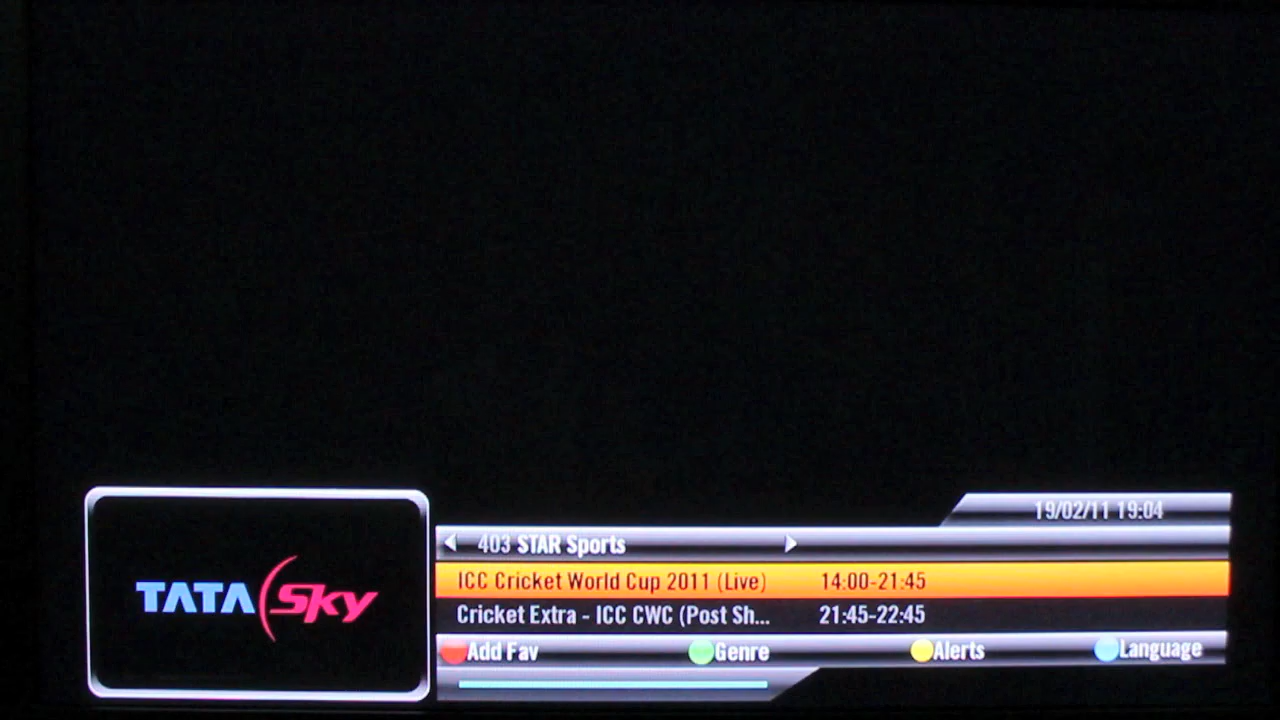 19/02/11 19:04
403 STAR Sports
ICC Cricket World Cup 2011 (Live) 14:00-21:45
Cricket Extra - ICC CWC (Post Sh... 21:45-22:45
TATA Sky
Add Fav Genre Alerts Language